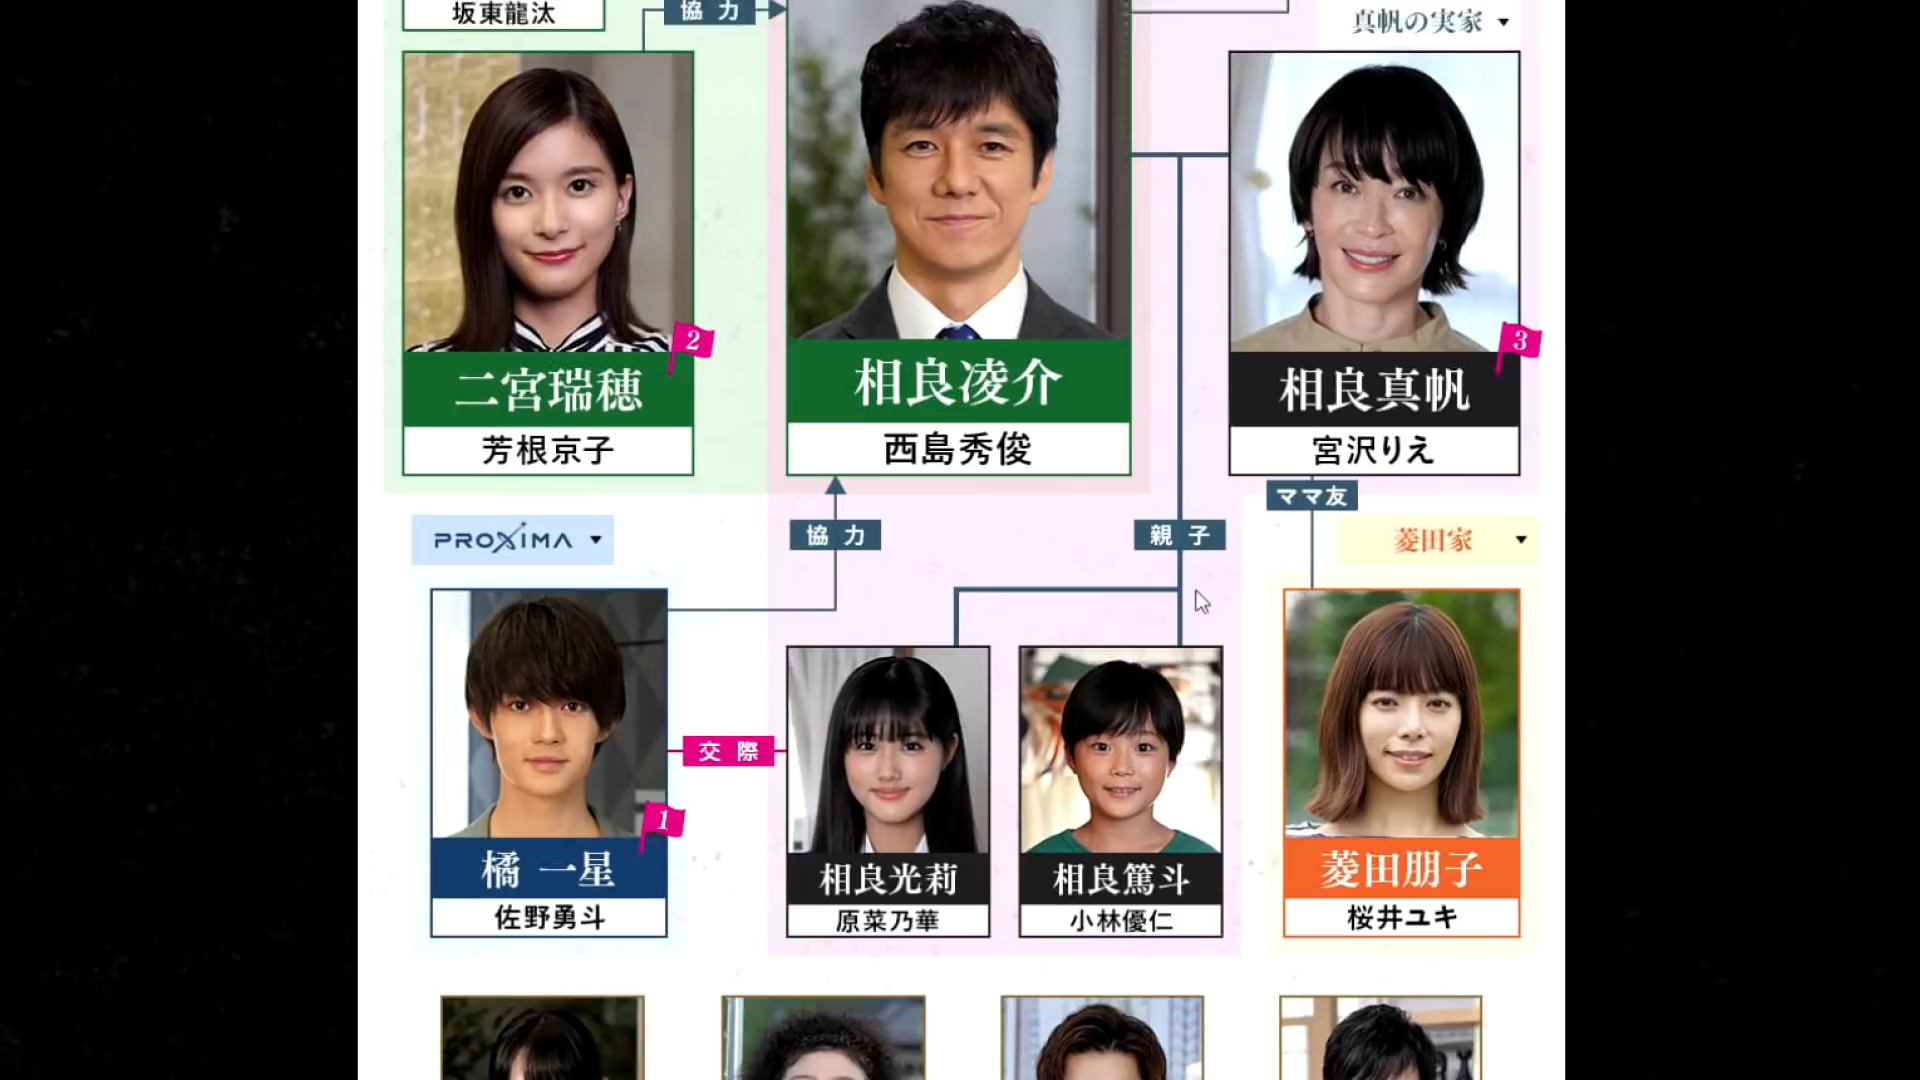 坂東龍汰
協力
真帆の実家
二宮瑞穂
2
芳根京子
相良凌介
西島秀俊
相良真帆
3
宮沢りえ
ママ友
PROXIMA
協力
親子
菱田家
交際
橘 一星
1
佐野勇斗
相良光莉
原菜乃華
相良篤斗
小林優仁
菱田朋子
桜井ユキ